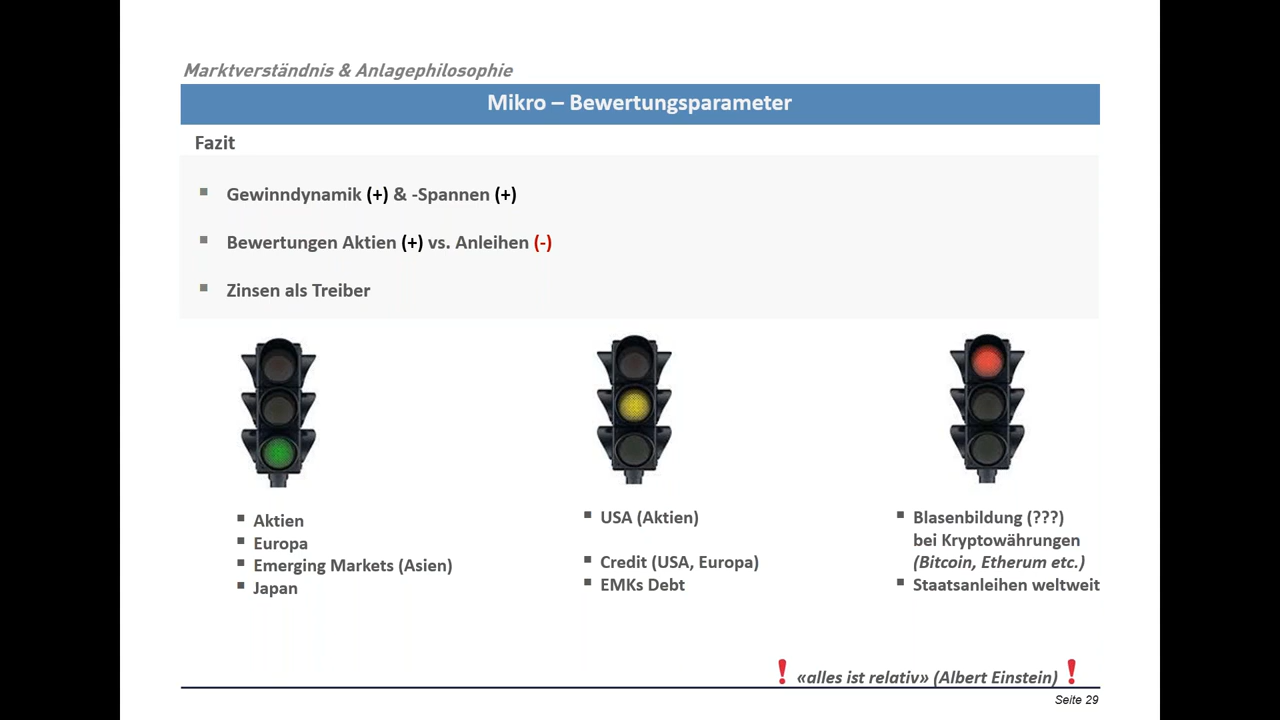 Marktverständnis & Anlagephilosophie
Mikro – Bewertungsparameter
Fazit
▪ Gewinndynamik (+) & -Spannen (+)
▪ Bewertungen Aktien (+) vs. Anleihen (-)
▪ Zinsen als Treiber
▪ Aktien
▪ Europa
▪ Emerging Markets (Asien)
▪ Japan
▪ USA (Aktien)
▪ Credit (USA, Europa)
▪ EMKs Debt
▪ Blasenbildung (???)
bei Kryptowährungen
(Bitcoin, Etherum etc.)
▪ Staatsanleihen weltweit
❗ «alles ist relativ» (Albert Einstein) ❗
Seite 29